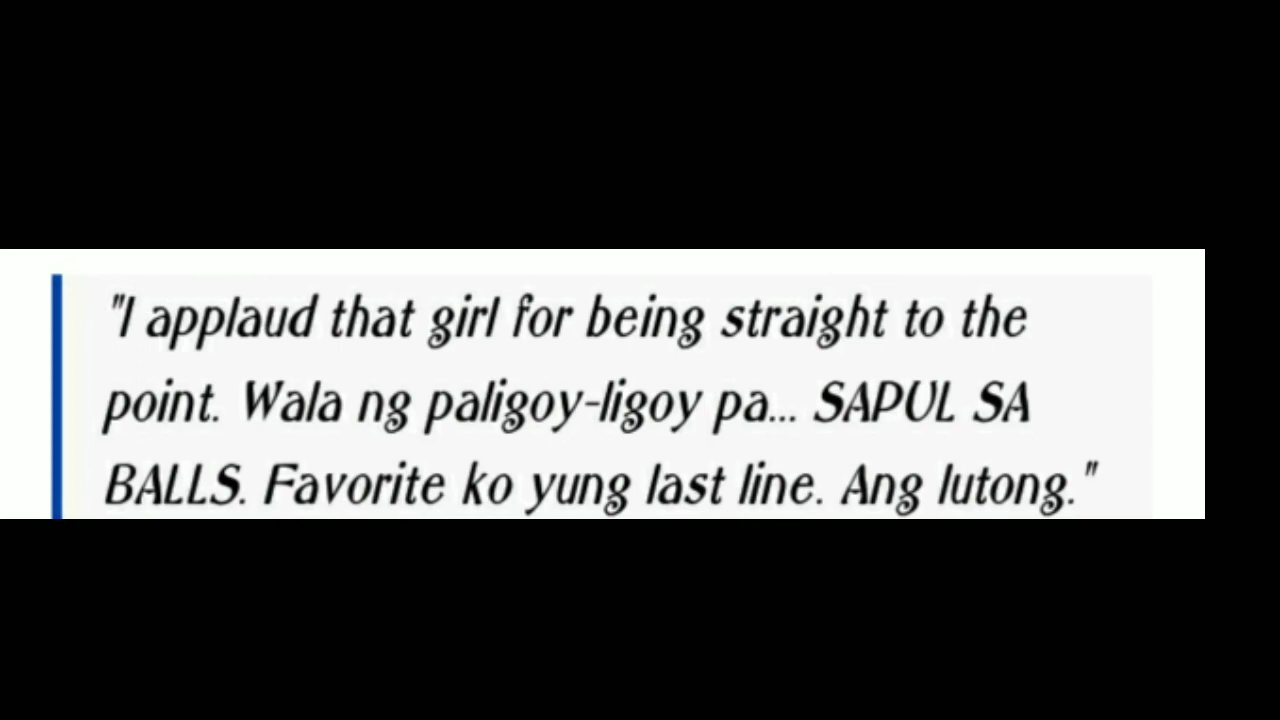 "I applaud that girl for being straight to the
point. Wala ng paligoy-ligoy pa... SAPUL SA
BALLS. Favorite ko yung last line. Ang lutong."